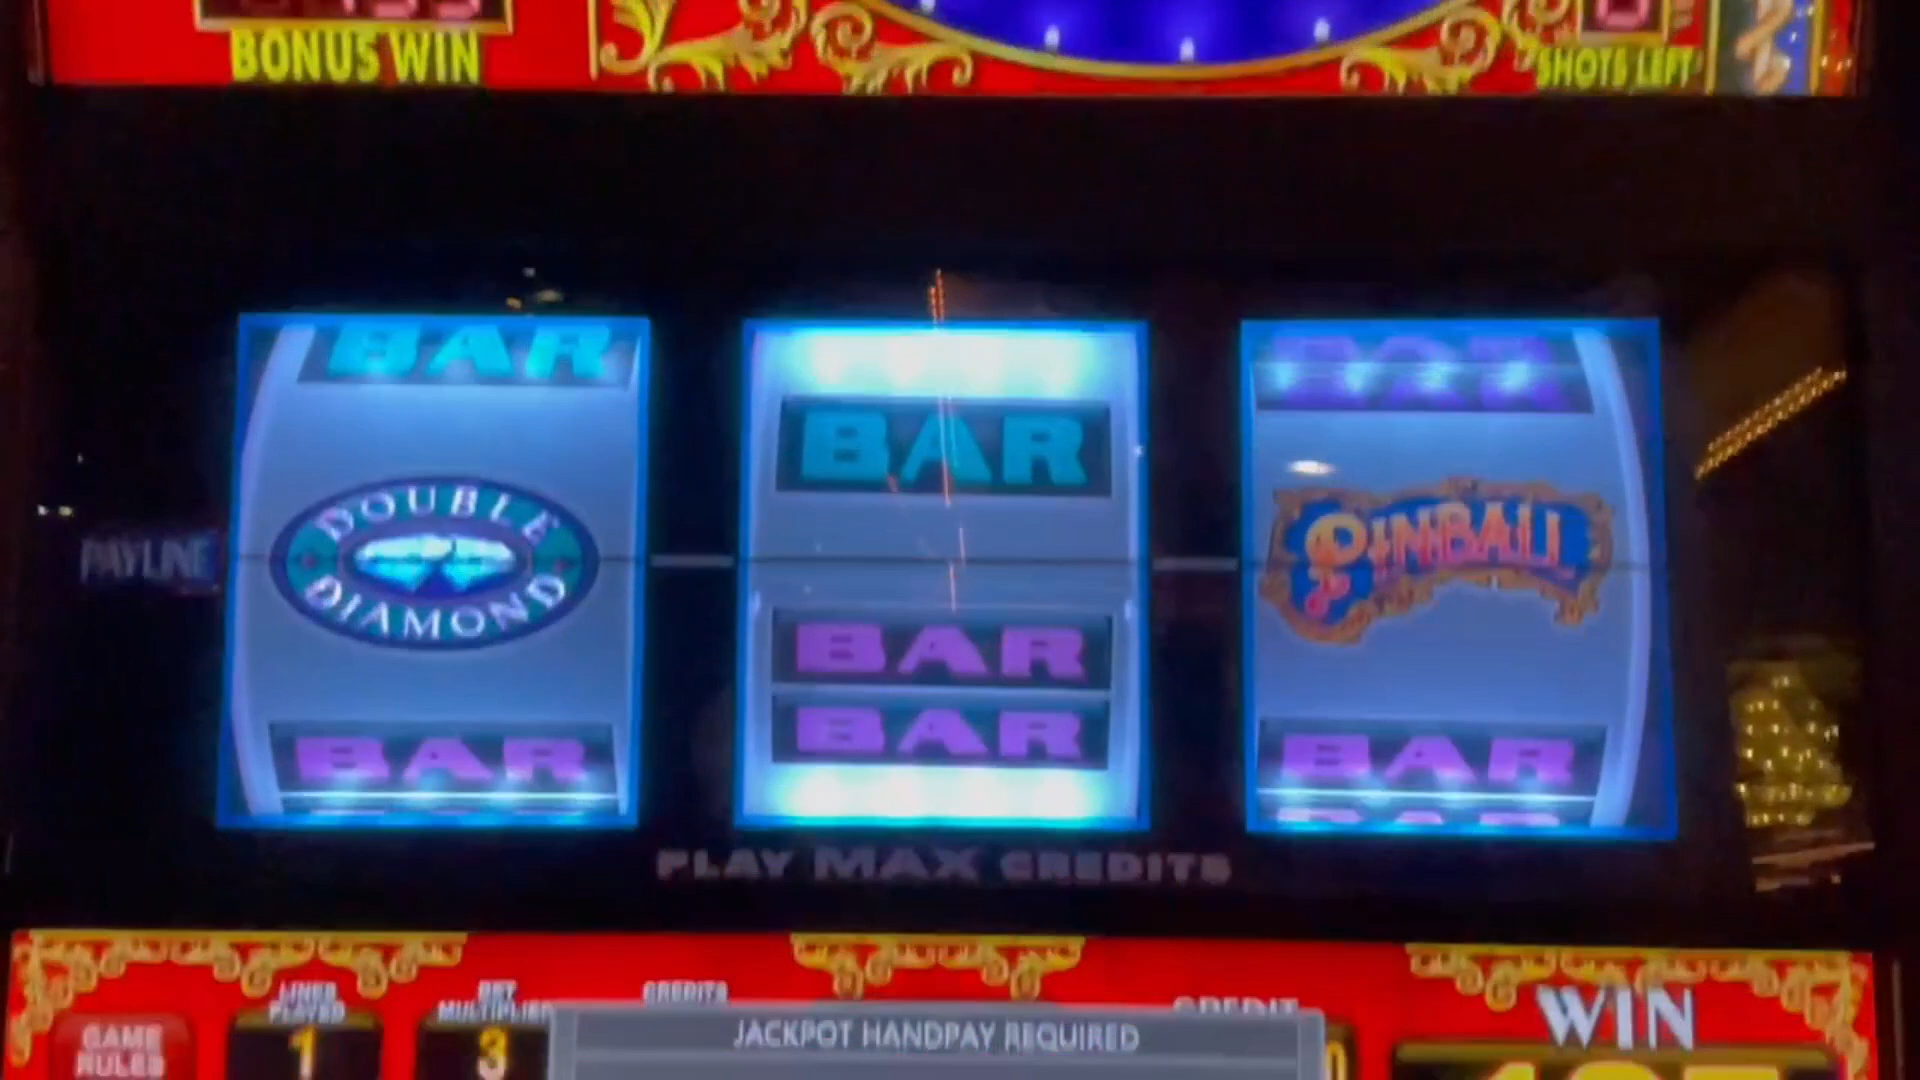 BONUS WIN
SHOTS LEFT
BAR
BAR
BAR
PAYLINE
DOUBLE
DIAMOND
PINBALL
BAR
BAR
BAR
BAR
PLAY MAX CREDITS
LINES
PLAYED
BET
MULTIPLIER
CREDITS
CREDIT
WIN
GAME
RULES
1
3
JACKPOT HANDPAY REQUIRED